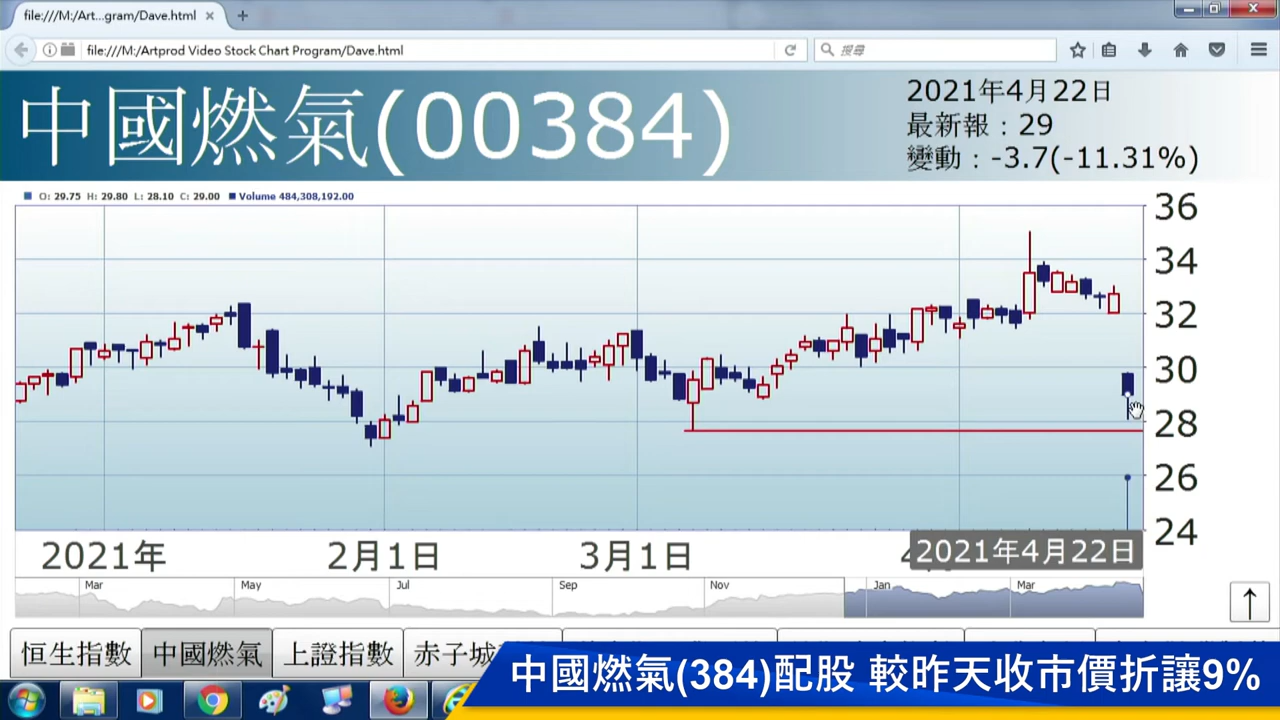 file:///M:/Art...gram/Dave.html
file:///M:/Artprod Video Stock Chart Program/Dave.html
搜尋
中國燃氣(00384)
2021年4月22日
最新報：29
變動：-3.7(-11.31%)
O: 29.75 H: 29.80 L: 28.10 C: 29.00 Volume 484,308,192.00
36
34
32
30
28
26
24
2021年 2月1日 3月1日 2021年4月22日
Mar May Jul Sep Nov Jan Mar
↑
恒生指數 中國燃氣 上證指數 赤子城
中國燃氣(384)配股 較昨天收市價折讓9%